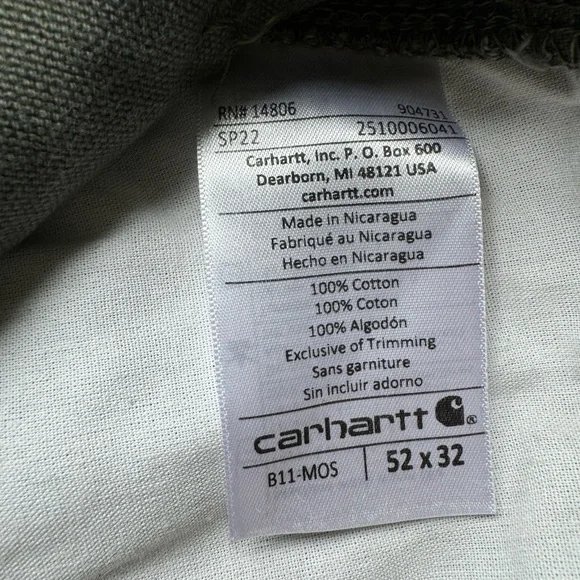 RN# 14806 904731
SP22 2510006041
Carhartt, Inc. P. O. Box 600
Dearborn, MI 48121 USA
carhartt.com
Made in Nicaragua
Fabriqué au Nicaragua
Hecho en Nicaragua
100% Cotton
100% Coton
100% Algodón
Exclusive of Trimming
Sans garniture
Sin incluir adorno
carhartt ®
B11-MOS | 52 x 32